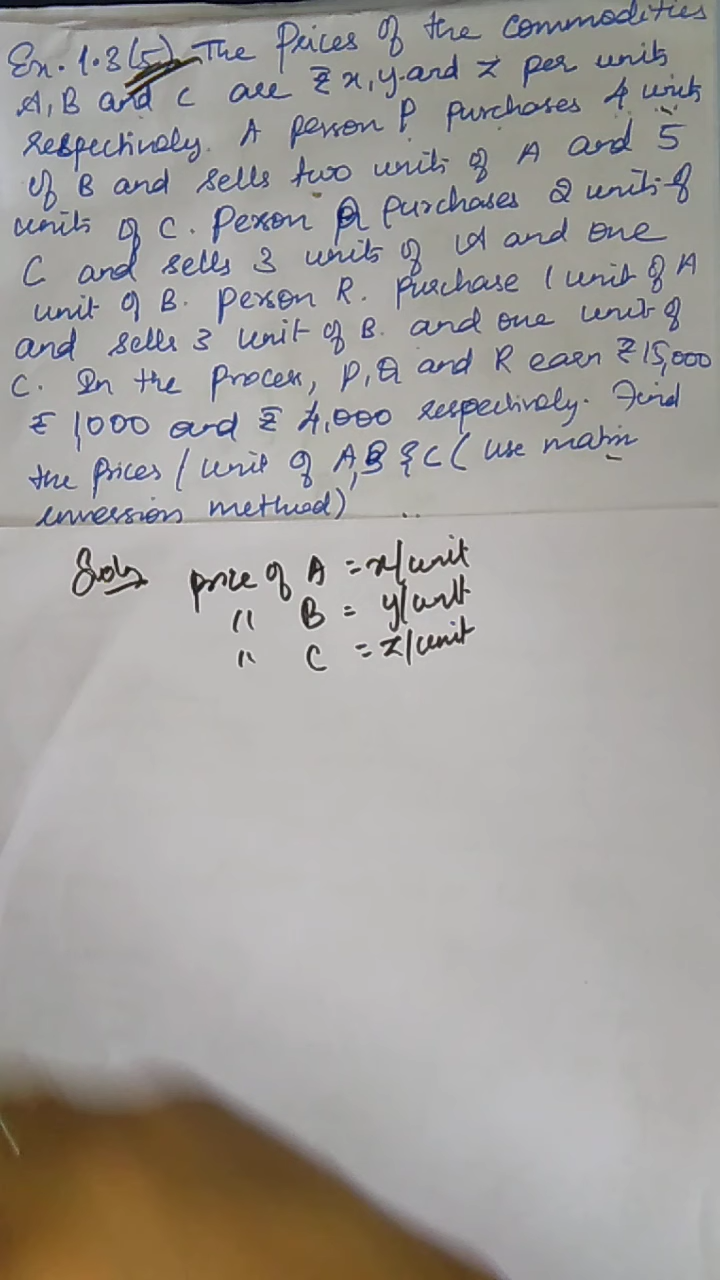 Ex. 1.3(5) The Prices of the commodities
A, B and C are ₹ x, y and z per units
respectively. A person P purchases 4 units
of B and sells two units of A and 5
units of C. Person Q purchases 2 units of
C and sells 3 units of A and one
unit of B. Person R. Purchase 1 unit of A
and sells 3 unit of B. and one unit of
C. In the process, P, Q and R earn ₹ 15,000
₹ 1,000 and ₹ 4,000 respectively. Find
the prices / unit of A, B & C ( use
inversion method)
Soln price of A = x/unit
" B = y/unit
" C = z/unit